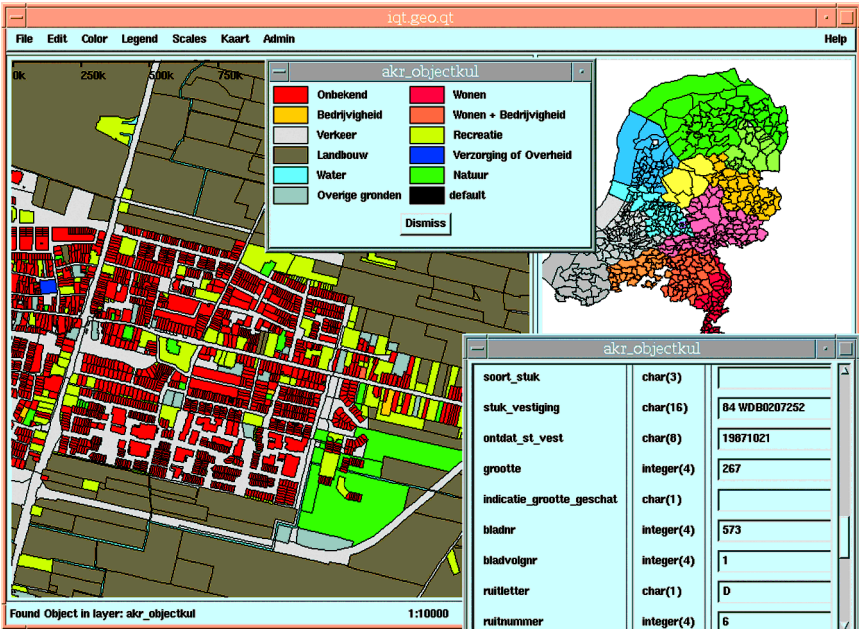 iqt.geo.qt
File Edit Color Legend Scales Kaart Admin Help
0k 250k 500k 750k
akr_objectkul
Onbekend Wonen
Bedrijvigheid Wonen + Bedrijvigheid
Verkeer Recreatie
Landbouw Verzorging of Overheid
Water Natuur
Overige gronden default
Dismiss
akr_objectkul
soort_stuk char(3)
stuk_vestiging char(16) 84 WDB0207252
ontdat_st_vest char(8) 19871021
grootte integer(4) 267
indicatie_grootte_geschat char(1)
bladnr integer(4) 573
bladvolgnr integer(4) 1
ruitletter char(1) D
ruitnummer integer(4) 6
Found Object in layer: akr_objectkul 1:10000